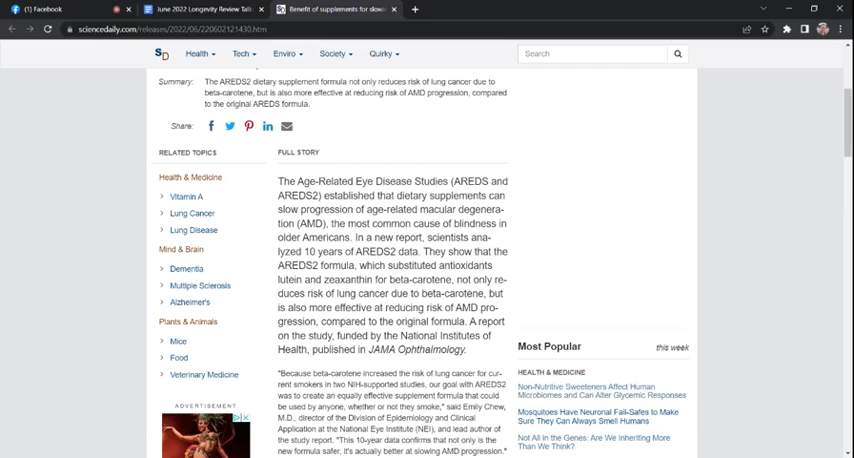 (1) Facebook
June 2022 Longevity Review Talk
Benefit of supplements for slowi
sciencedaily.com/releases/2022/06/220602121430.htm
SD
Health
Tech
Enviro
Society
Quirky
Search
Summary:
The AREDS2 dietary supplement formula not only reduces risk of lung cancer due to
beta-carotene, but is also more effective at reducing risk of AMD progression, compared
to the original AREDS formula.
Share:
RELATED TOPICS
Health & Medicine
Vitamin A
Lung Cancer
Lung Disease
Mind & Brain
Dementia
Multiple Sclerosis
Alzheimer's
Plants & Animals
Mice
Food
Veterinary Medicine
ADVERTISEMENT
FULL STORY
The Age-Related Eye Disease Studies (AREDS and
AREDS2) established that dietary supplements can
slow progression of age-related macular degenera-
tion (AMD), the most common cause of blindness in
older Americans. In a new report, scientists ana-
lyzed 10 years of AREDS2 data. They show that the
AREDS2 formula, which substituted antioxidants
lutein and zeaxanthin for beta-carotene, not only re-
duces risk of lung cancer due to beta-carotene, but
is also more effective at reducing risk of AMD pro-
gression, compared to the original formula. A report
on the study, funded by the National Institutes of
Health, published in JAMA Ophthalmology.
"Because beta-carotene increased the risk of lung cancer for cur-
rent smokers in two NIH-supported studies, our goal with AREDS2
was to create an equally effective supplement formula that could
be used by anyone, whether or not they smoke," said Emily Chew,
M.D., director of the Division of Epidemiology and Clinical
Application at the National Eye Institute (NEI), and lead author of
the study report. "This 10-year data confirms that not only is the
new formula safer, it's actually better at slowing AMD progression."
Most Popular
this week
HEALTH & MEDICINE
Non-Nutritive Sweeteners Affect Human
Microbiomes and Can Alter Glycemic Responses
Mosquitoes Have Neuronal Fail-Safes to Make
Sure They Can Always Smell Humans
Not All in the Genes: Are We Inheriting More
Than We Think?